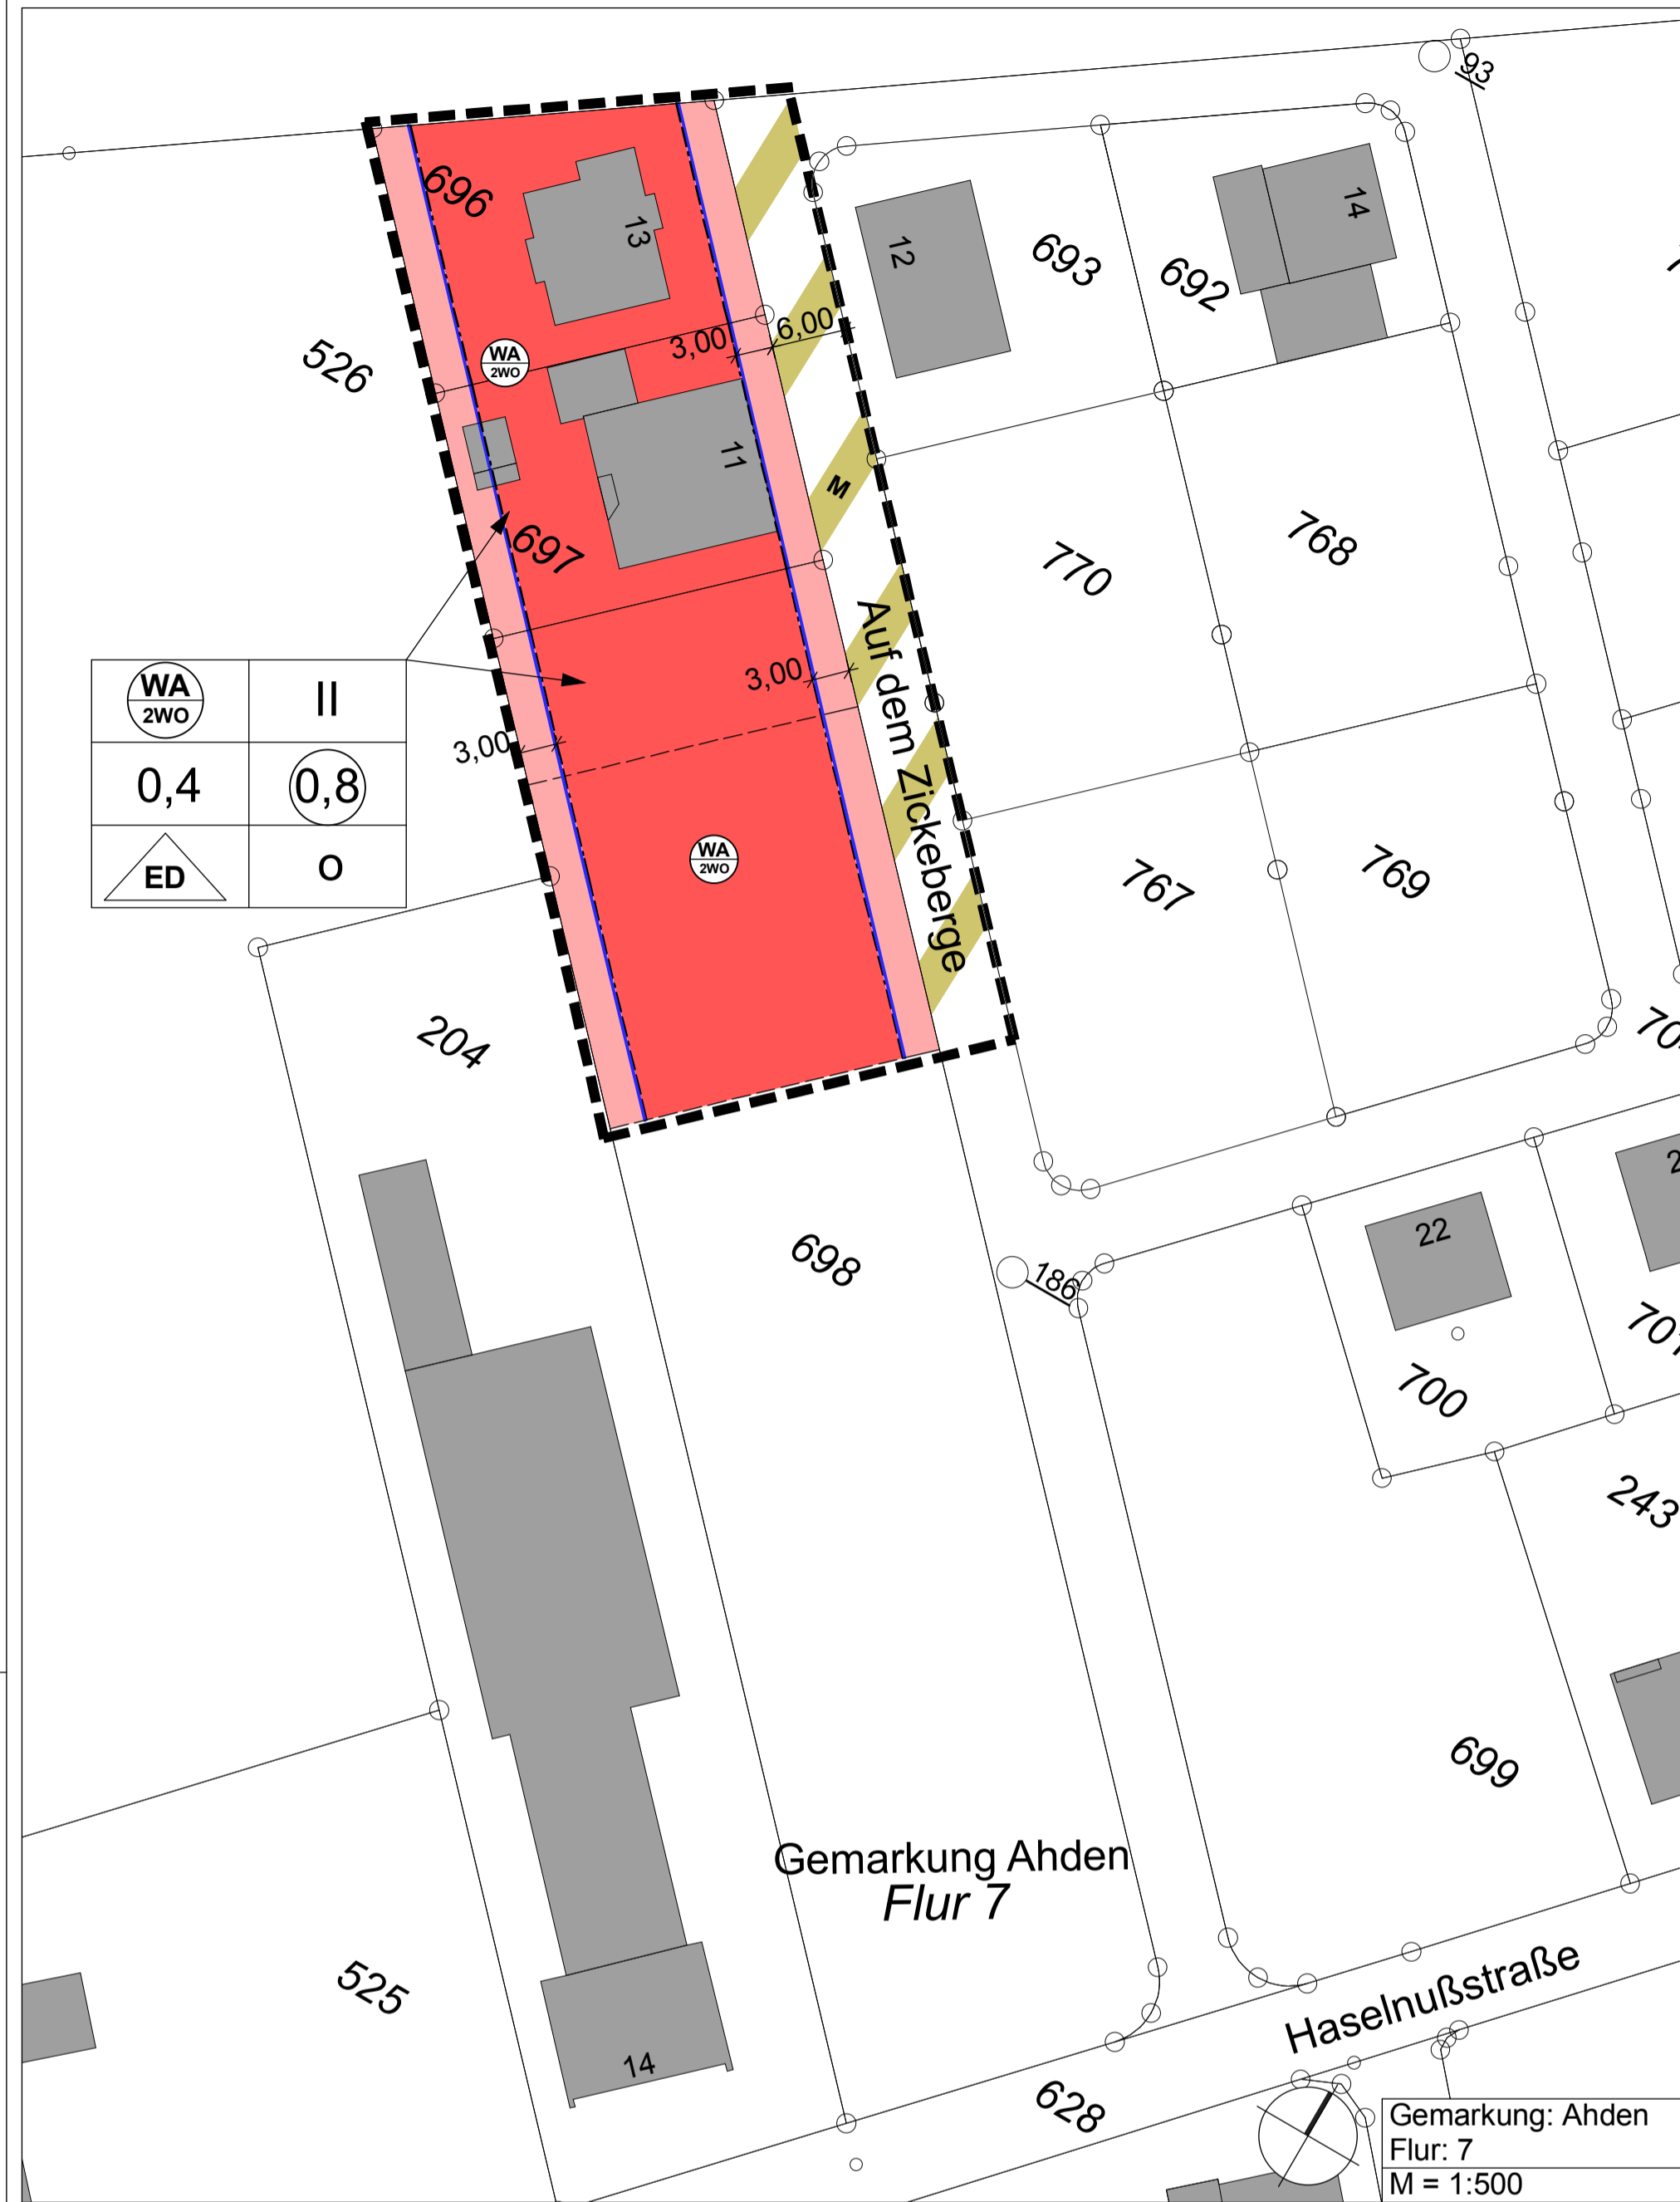 93
696
13
12
693
14
692
526
WA
2WO
3,00
6,00
11
M
697
770
768
Auf dem Zickeberge
3,00
WA
2WO
II
3,00
0,4
0,8
ED
o
WA
2WO
767
769
204
698
186
22
700
243
699
Gemarkung Ahden
Flur 7
525
Haselnußstraße
14
628
Gemarkung: Ahden
Flur: 7
M = 1:500